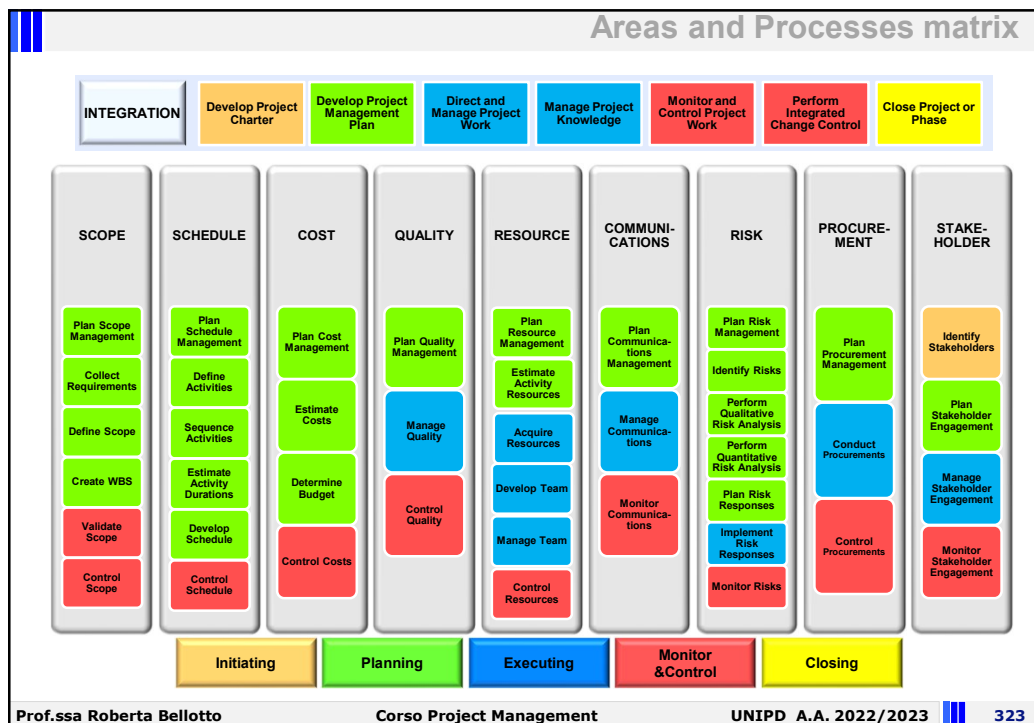 Areas and Processes matrix
INTEGRATION
Develop Project
Charter
Develop Project
Management
Plan
Direct and
Manage Project
Work
Manage Project
Knowledge
Monitor and
Control Project
Work
Perform
Integrated
Change Control
Close Project or
Phase
SCOPE
Plan Scope
Management
Collect
Requirements
Define Scope
Create WBS
Validate
Scope
Control
Scope
SCHEDULE
Plan
Schedule
Management
Define
Activities
Sequence
Activities
Estimate
Activity
Durations
Develop
Schedule
Control
Schedule
COST
Plan Cost
Management
Estimate
Costs
Determine
Budget
Control Costs
QUALITY
Plan Quality
Management
Manage
Quality
Control
Quality
RESOURCE
Plan
Resource
Management
Estimate
Activity
Resources
Acquire
Resources
Develop Team
Manage Team
Control
Resources
COMMUNI-
CATIONS
Plan
Communica-
tions
Management
Manage
Communica-
tions
Monitor
Communica-
tions
RISK
Plan Risk
Management
Identify Risks
Perform
Qualitative
Risk Analysis
Perform
Quantitative
Risk Analysis
Plan Risk
Responses
Implement
Risk
Responses
Monitor Risks
PROCURE-
MENT
Plan
Procurement
Management
Conduct
Procurements
Control
Procurements
STAKE-
HOLDER
Identify
Stakeholders
Plan
Stakeholder
Engagement
Manage
Stakeholder
Engagement
Monitor
Stakeholder
Engagement
Initiating
Planning
Executing
Monitor
&Control
Closing
Prof.ssa Roberta Bellotto
Corso Project Management
UNIPD A.A. 2022/2023
323